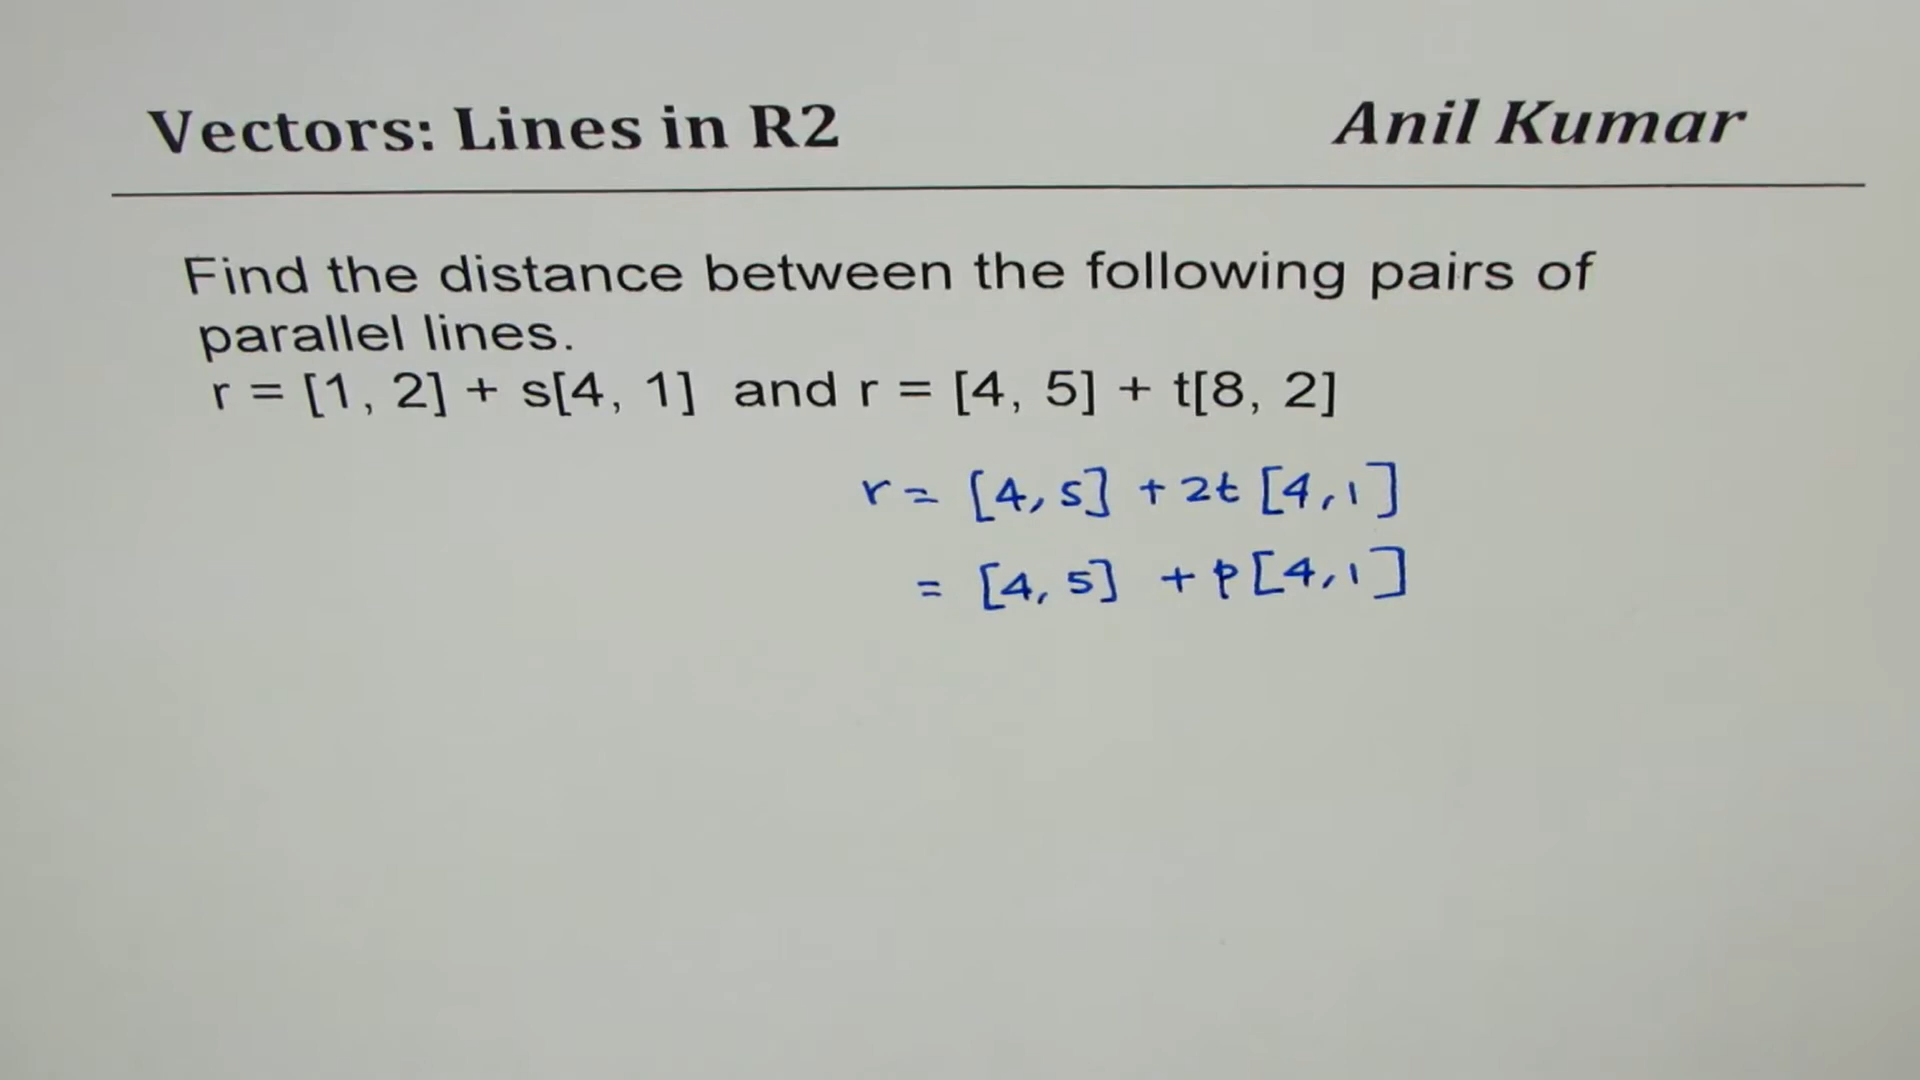 Vectors: Lines in R2 Anil Kumar
Find the distance between the following pairs of
parallel lines.
r = [1, 2] + s[4, 1] and r = [4, 5] + t[8, 2]
r = [4, 5] + 2t [4, 1]
= [4, 5] + p[4, 1]